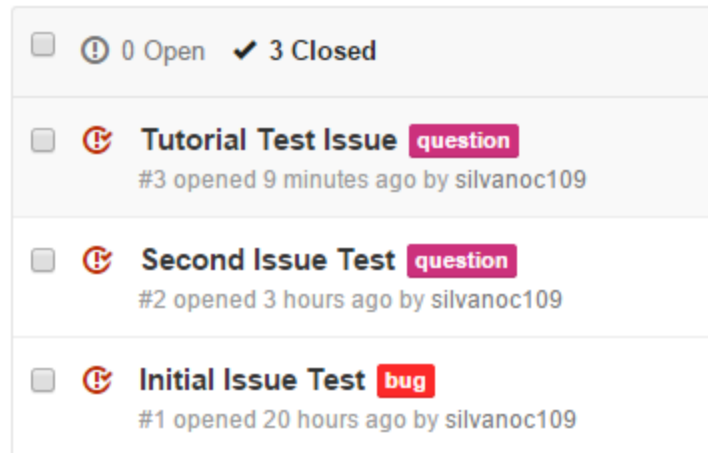 0 Open 3 Closed
Tutorial Test Issue question
#3 opened 9 minutes ago by silvanoc109
Second Issue Test question
#2 opened 3 hours ago by silvanoc109
Initial Issue Test bug
#1 opened 20 hours ago by silvanoc109